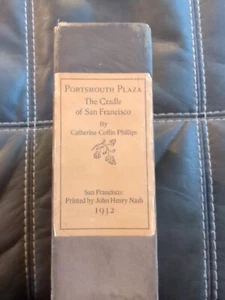 PORTSMOUTH PLAZA
The Cradle
of San Francisco
By
Catherine Coffin Phillips
San Francisco:
Printed by John Henry Nash
1932